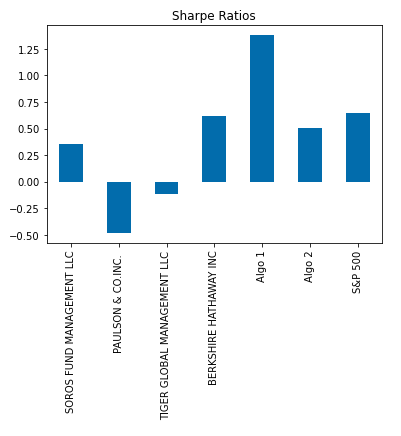 Sharpe Ratios
1.25
1.00
0.75
0.50
0.25
0.00
−0.25
−0.50
SOROS FUND MANAGEMENT LLC
PAULSON & CO.INC.
TIGER GLOBAL MANAGEMENT LLC
BERKSHIRE HATHAWAY INC
Algo 1
Algo 2
S&P 500